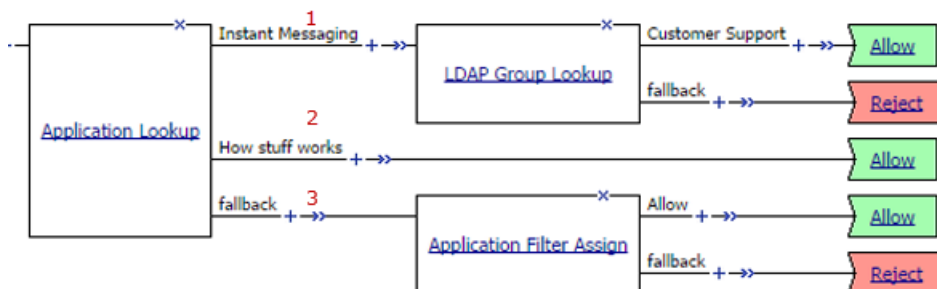 1
Instant Messaging
Customer Support
Allow
LDAP Group Lookup
fallback
Reject
2
Application Lookup
How stuff works
Allow
3
fallback
Allow
Allow
Application Filter Assign
fallback
Reject